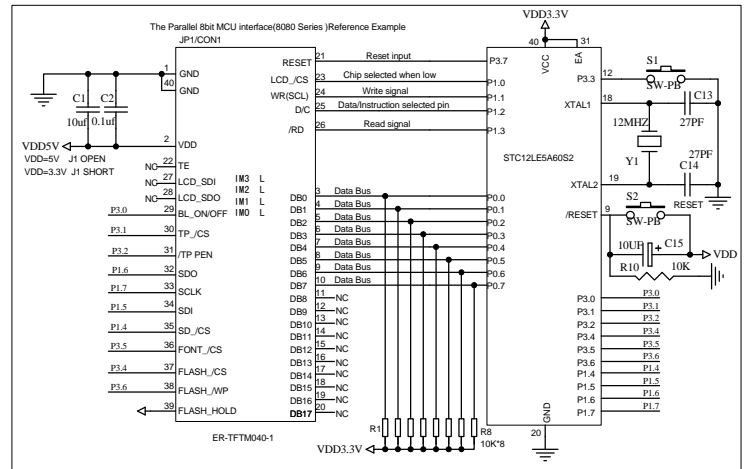 The Parallel 8bit MCU interface(8080 Series )Reference Example
JP1/CON1
VDD3.3V
1 GND
40 GND
C1 C2
10uf 0.1uf
VDD5V
2 VDD
VDD=5V J1 OPEN
VDD=3.3V J1 SHORT
NC 22 TE
NC 27 LCD_SDI
NC 28 LCD_SDO
P3.0 29 BL_ON/OFF
P3.1 30 TP_/CS
P3.2 31 /TP PEN
P1.6 32 SDO
P1.7 33 SCLK
P1.5 34 SDI
P1.4 35 SD_/CS
P3.5 36 FONT_/CS
P3.4 37 FLASH_/CS
P3.6 38 FLASH_/WP
39 FLASH_HOLD
IM3 L
IM2 L
IM1 L
IM0 L
RESET 21 Reset input P3.7
LCD_/CS 23 Chip selected when low P1.0
WR(SCL) 24 Write signal P1.1
D/C 25 Data/Instruction selected pin P1.2
/RD 26 Read signal P1.3
DB0 3 Data Bus P0.0
DB1 4 Data Bus P0.1
DB2 5 Data Bus P0.2
DB3 6 Data Bus P0.3
DB4 7 Data Bus P0.4
DB5 8 Data Bus P0.5
DB6 9 Data Bus P0.6
DB7 10 Data Bus P0.7
DB8 11 NC
DB9 12 NC
DB10 13 NC
DB11 14 NC
DB12 15 NC
DB13 16 NC
DB14 17 NC
DB15 18 NC
DB16 19 NC
DB17 20 NC
ER-TFTM040-1
R1 R8
10K*8
VDD3.3V
40 31
VCC EA
STC12LE5A60S2
P3.3 12 S1
SW-PB
XTAL1 18 C13
27PF
12MHZ
Y1
27PF
C14
XTAL2 19
RESET
/RESET 9 S2
SW-PB
10UF + C15 VDD
R10 10K
P3.0 P3.0
P3.1 P3.1
P3.2 P3.2
P3.4 P3.4
P3.5 P3.5
P3.6 P3.6
P1.4 P1.4
P1.5 P1.5
P1.6 P1.6
P1.7 P1.7
GND
20